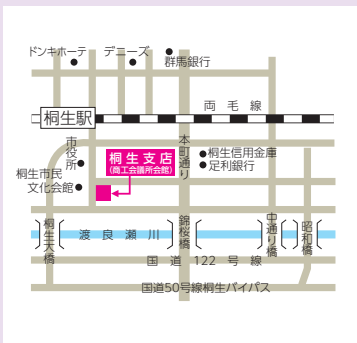 ドンキホーテ
デニーズ
群馬銀行
両毛線
桐生駅
市役所
桐生支店
(商工会議所会館)
本町通り
桐生信用金庫
足利銀行
桐生市民
文化会館
桐生大橋
渡良瀬川
錦桜橋
中通り橋
昭和橋
国道122号線
国道50号線桐生バイパス